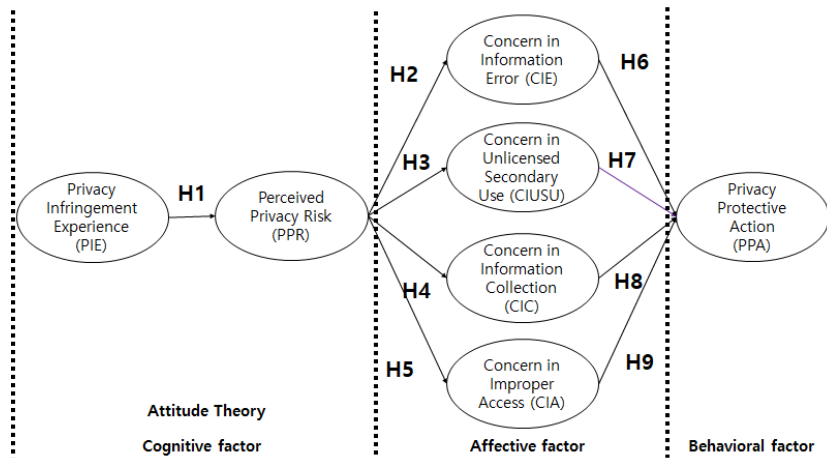 Privacy
Infringement
Experience
(PIE)
H1
Perceived
Privacy Risk
(PPR)
H2
H3
H4
H5
Concern in
Information
Error (CIE)
Concern in
Unlicensed
Secondary
Use (CIUSU)
Concern in
Information
Collection
(CIC)
Concern in
Improper
Access (CIA)
H6
H7
H8
H9
Privacy
Protective
Action
(PPA)
Attitude Theory
Cognitive factor
Affective factor
Behavioral factor